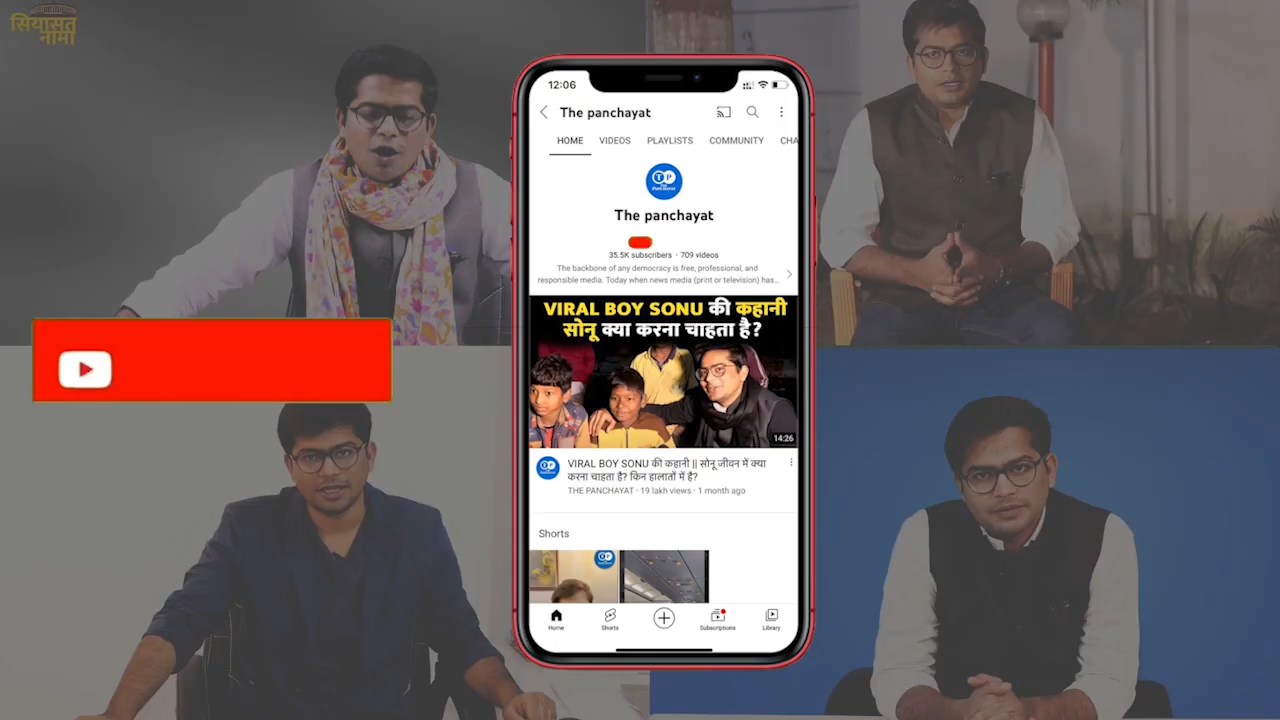 सियासत
नामा
12:06
The panchayat
HOME VIDEOS PLAYLISTS COMMUNITY CHA
TP
The panchayat
35.5K subscribers · 709 videos
The backbone of any democracy is free, professional, and
responsible media. Today when news media (print or television) has...
VIRAL BOY SONU की कहानी
सोनू क्या करना चाहता है?
14:26
VIRAL BOY SONU की कहानी || सोनू जीवन में क्या
करना चाहता है? किन हालातों में है?
THE PANCHAYAT · 19 lakh views · 1 month ago
Shorts
Home Shorts Subscriptions Library